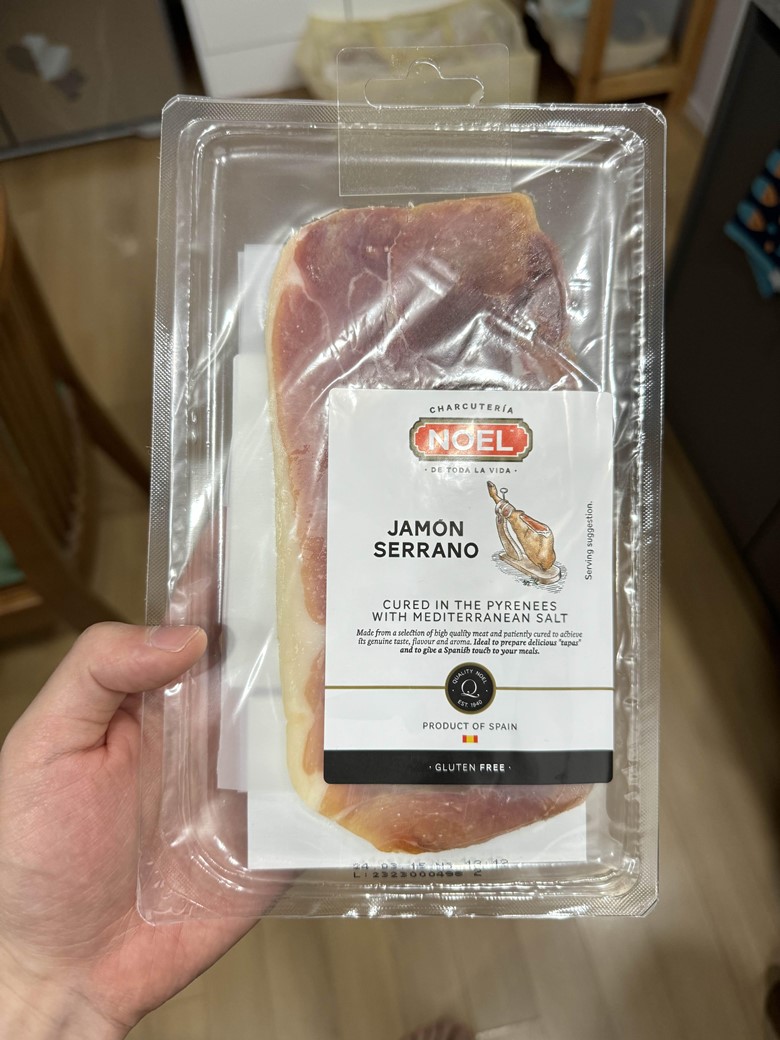 CHARCUTERÍA
NOEL
· DE TODA LA VIDA ·
JAMÓN
SERRANO
Serving suggestion.
CURED IN THE PYRENEES
WITH MEDITERRANEAN SALT
Made from a selection of high quality meat and patiently cured to achieve
its genuine taste, flavour and aroma. Ideal to prepare delicious "tapas"
and to give a Spanish touch to your meals.
QUALITY NOEL
Q
EST. 1940
PRODUCT OF SPAIN
· GLUTEN FREE ·